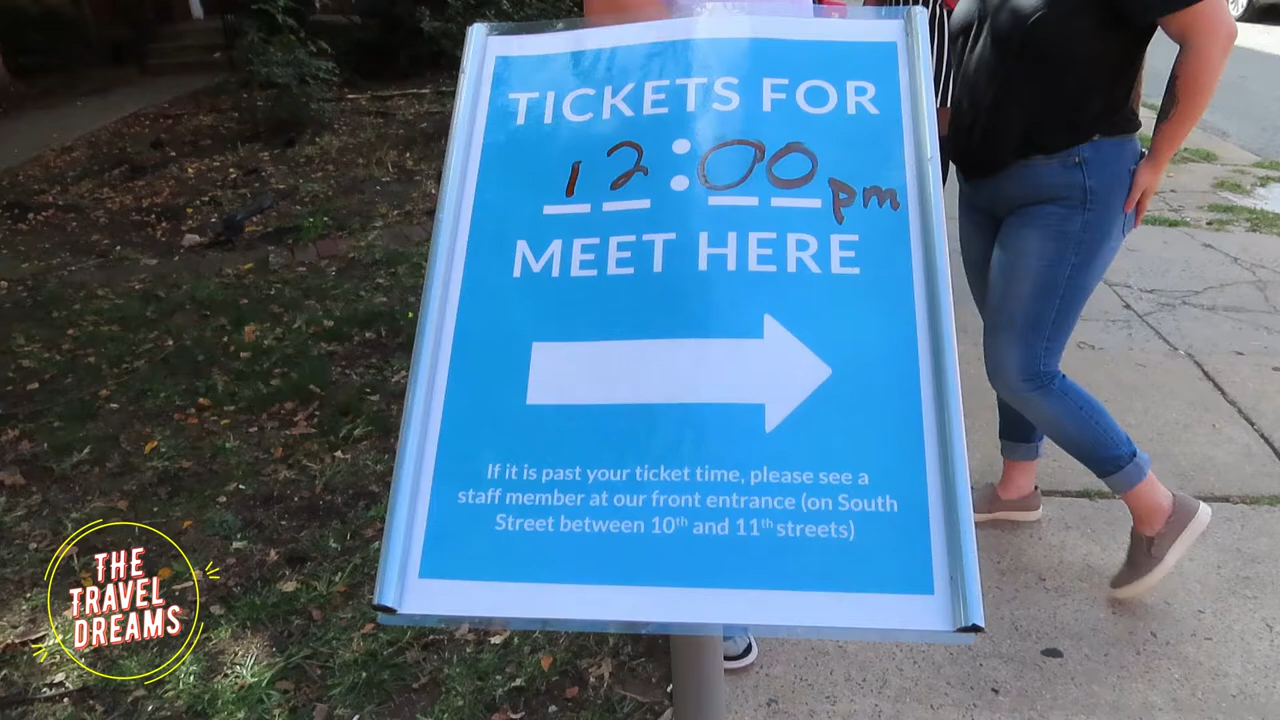 TICKETS FOR
12:00 pm
MEET HERE
If it is past your ticket time, please see a
staff member at our front entrance (on South
Street between 10th and 11th streets)
THE
TRAVEL
DREAMS